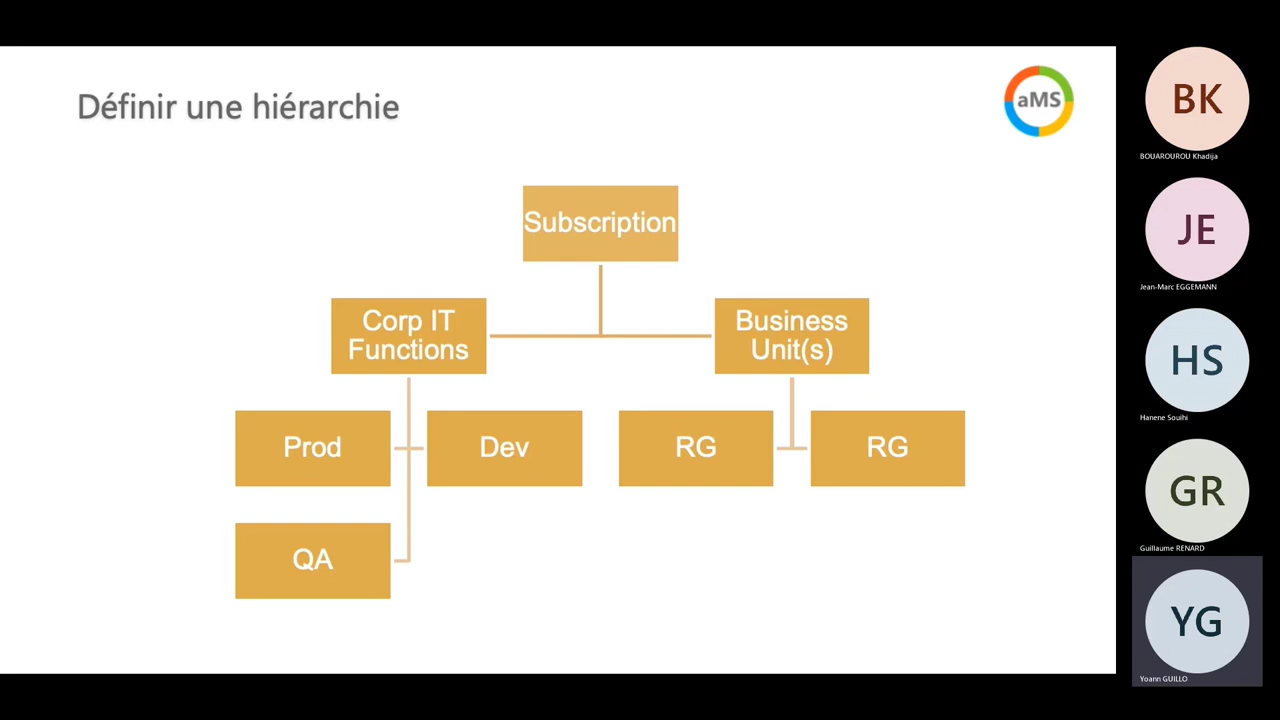 Définir une hiérarchie
aMS
Subscription
Corp IT
Functions
Business
Unit(s)
Prod
Dev
RG
RG
QA
BK
BOUAROUROU Khadija
JE
Jean-Marc EGGEMANN
HS
Hanene Souihi
GR
Guillaume RENARD
YG
Yoann GUILLO